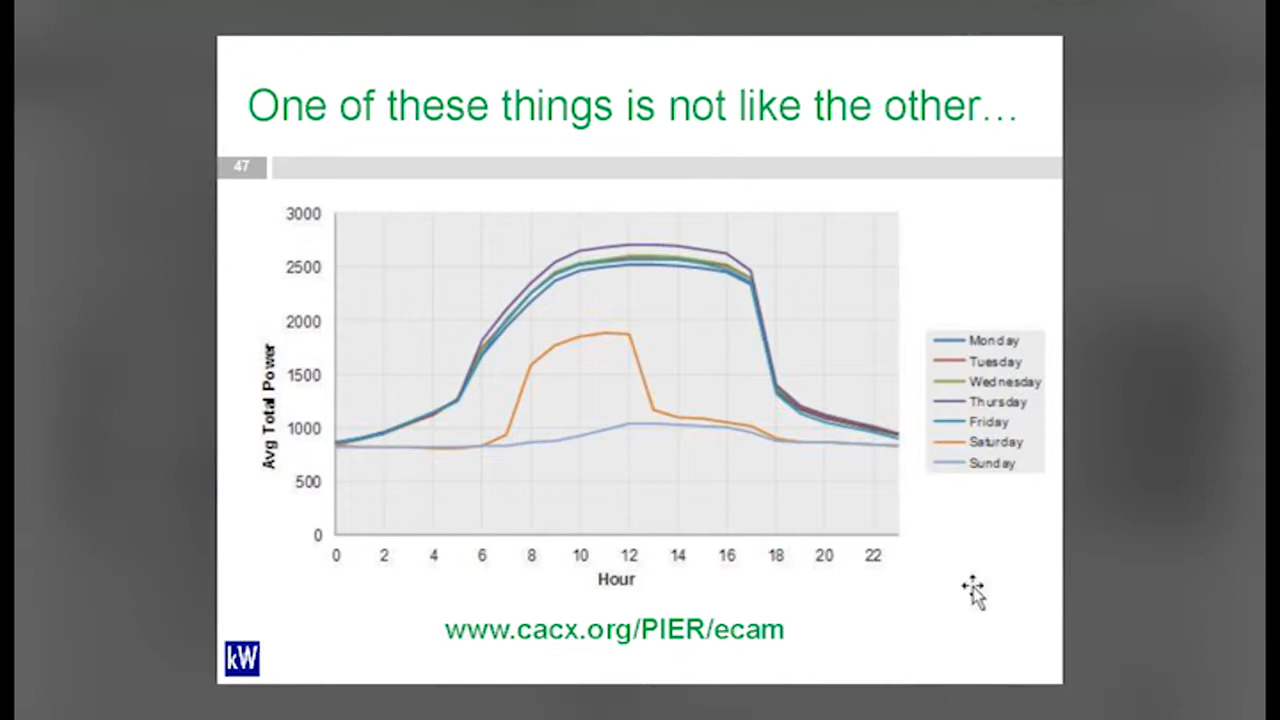 One of these things is not like the other…
47
3000
2500
2000
1500
1000
500
0
Avg Total Power
0 2 4 6 8 10 12 14 16 18 20 22
Hour
Monday
Tuesday
Wednesday
Thursday
Friday
Saturday
Sunday
www.cacx.org/PIER/ecam
kW